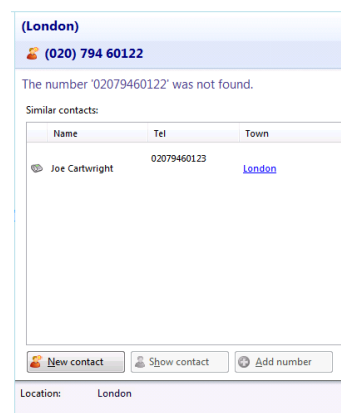 (London)
(020) 794 60122
The number '02079460122' was not found.
Similar contacts:
Name Tel Town
02079460123
Joe Cartwright London
New contact Show contact Add number
Location: London